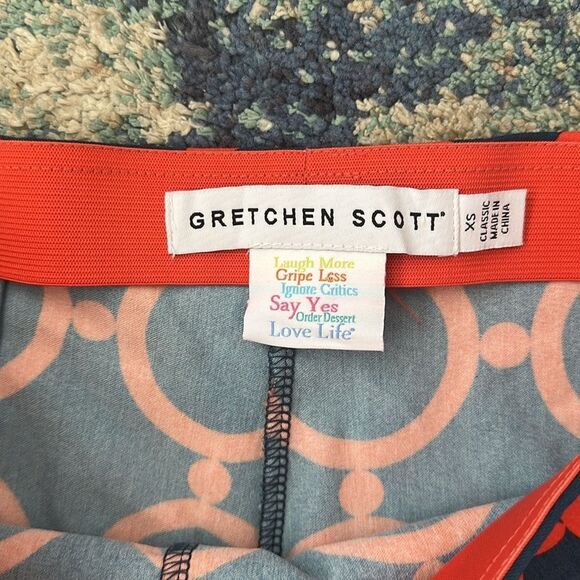 GRETCHEN SCOTT®
XS
CLASSIC
MADE IN
CHINA
Laugh More
Gripe Less
Ignore Critics
Say Yes
Order Dessert
Love Life®